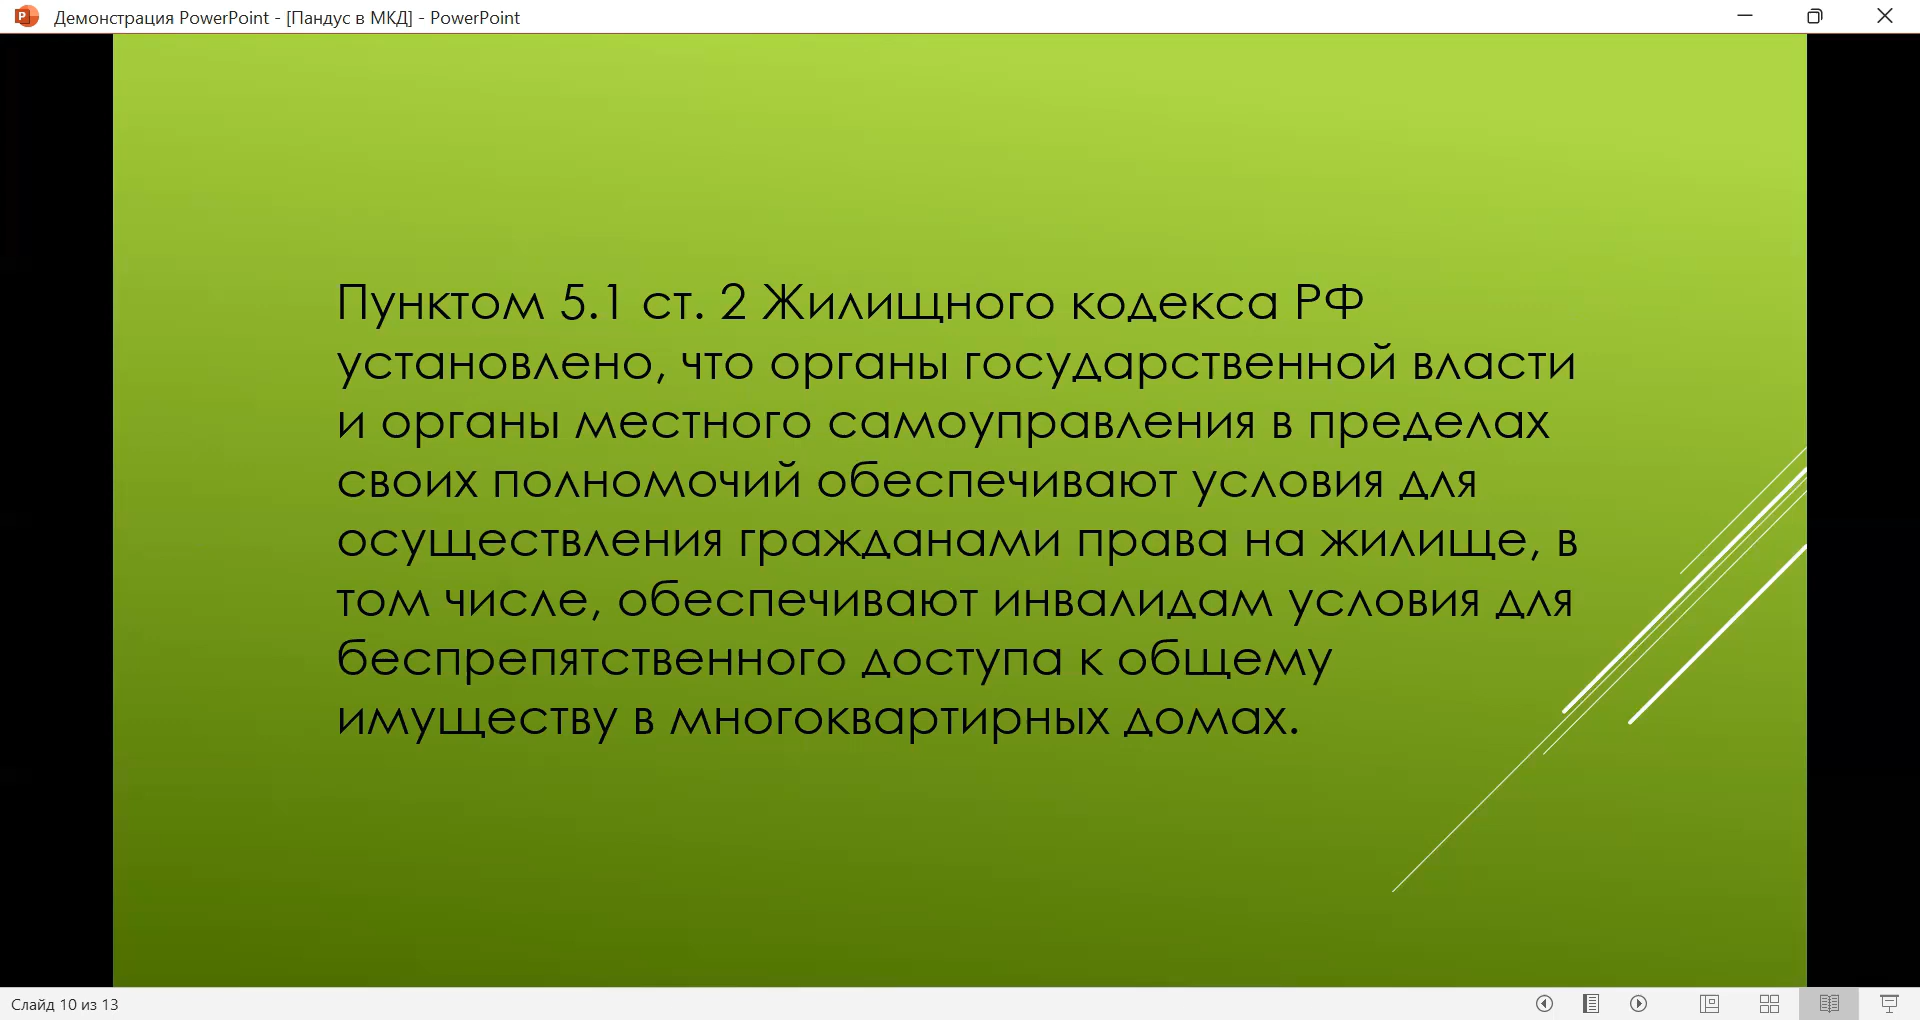 Демонстрация PowerPoint - [Пандус в МКД] - PowerPoint
Пунктом 5.1 ст. 2 Жилищного кодекса РФ
установлено, что органы государственной власти
и органы местного самоуправления в пределах
своих полномочий обеспечивают условия для
осуществления гражданами права на жилище, в
том числе, обеспечивают инвалидам условия для
беспрепятственного доступа к общему
имуществу в многоквартирных домах.
Слайд 10 из 13